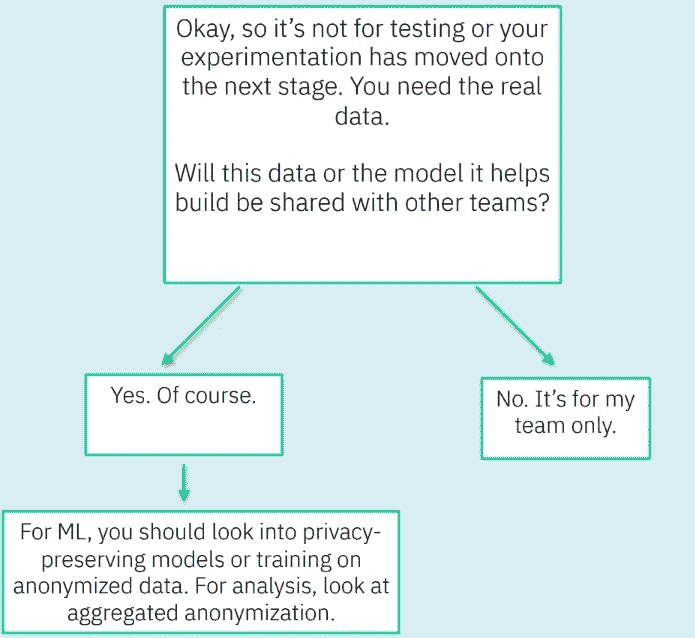 Okay, so it’s not for testing or your
experimentation has moved onto
the next stage. You need the real
data.
Will this data or the model it helps
build be shared with other teams?
Yes. Of course.
No. It’s for my
team only.
For ML, you should look into privacy-
preserving models or training on
anonymized data. For analysis, look at
aggregated anonymization.